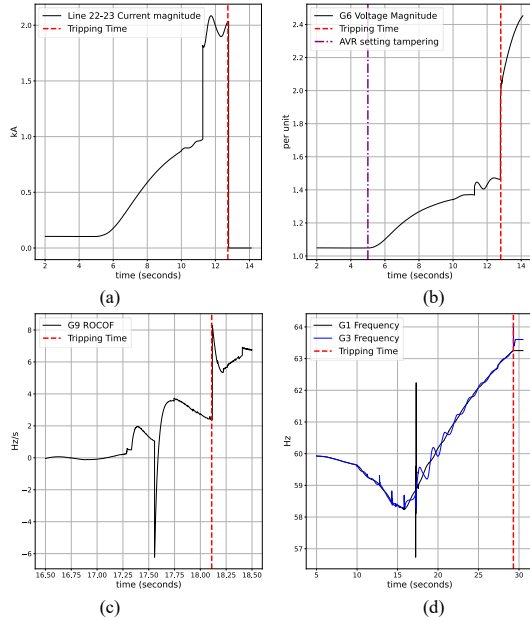 Line 22-23 Current magnitude
Tripping Time
kA
2.0
1.5
1.0
0.5
0.0
2 4 6 8 10 12 14
time (seconds)
(a)
G6 Voltage Magnitude
Tripping Time
AVR setting tampering
per unit
2.4
2.2
2.0
1.8
1.6
1.4
1.2
1.0
2 4 6 8 10 12 14
time (seconds)
(b)
G9 ROCOF
Tripping Time
Hz/s
8
6
4
2
0
−2
−4
−6
16.50 16.75 17.00 17.25 17.50 17.75 18.00 18.25 18.50
time (seconds)
(c)
G1 Frequency
G3 Frequency
Tripping Time
Hz
64
63
62
61
60
59
58
57
5 10 15 20 25 30
time (seconds)
(d)